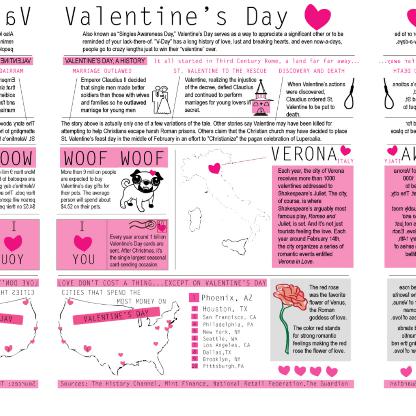 Valentine's Day
Also known as "Singles Awareness Day," Valentine's Day serves as a way to appreciate a significant other or to be
reminded of your lack-there-of. "V-Day" has a long history of love, lust and breaking hearts, and even now-a-days,
people go to crazy lengths just to win their "valentine" over.
VALENTINE'S DAY, A HISTORY
It all started in Third Century Rome, a land far far away...
MARRIAGE OUTLAWED
Emperor Claudius II decided
that single men made better
soldiers than those with wives
and families so he outlawed
marriage for young men
ST. VALENTINE TO THE RESCUE
Valentine, realizing the injustice
of the decree, defied Claudius
and continued to perform
marriages for young lovers in
secret.
DISCOVERY AND DEATH
When Valentine's actions
were discovered,
Claudius ordered St.
Valentine to be put to
death.
The story above is actually only one of a few variations of the tale. Other stories say Valentine may have been killed for
attempting to help Christians escape harsh Roman prisons. Others claim that the Christian church may have decided to place
St. Valentine's feast day in the middle of February in an effort to "Christianize" the pagan celebration of Lupercalia.
WOOF WOOF
More than 9 million people
are expected to buy
Valentine's day gifts for
their pets. The average
person will spend about
$4.52 on their pets.
I
YOU
Every year around 1 billion
Valentine's Day cards are
sent. After Christmas, it's
the single largest seasonal
card-sending occasion.
VERONA
ITALY
Each year, the city of Verona
receives more than 1000
valentines addressed to
Shakespeare's Juliet. The city,
of course, is where
Shakespeare's arguably most
famous play, Romeo and
Juliet, is set. And it's not just
tourists feeling the love. Each
year around February 14th,
the city organizes a series of
romantic events entitled
Verona in Love.
LOVE DON'T COST A THING...EXCEPT ON VALENTINE'S DAY
CITIES THAT SPEND THE
MOST MONEY ON
VALENTINE'S DAY
1 Phoenix, AZ
2 Houston, TX
3 San Francisco, CA
4 Philadelphia, PA
5 New York, NY
6 Seattle, WA
7 Los Angeles, CA
8 Dallas,TX
9 Brooklyn, NY
10 Pittsburgh,PA
The red rose
was the favorite
flower of Venus,
the Roman
goddess of love.
The color red stands
for strong romantic
feelings making the red
rose the flower of love.
Sources: The History Channel, Mint Finance, National Retail Federation,The Guardian